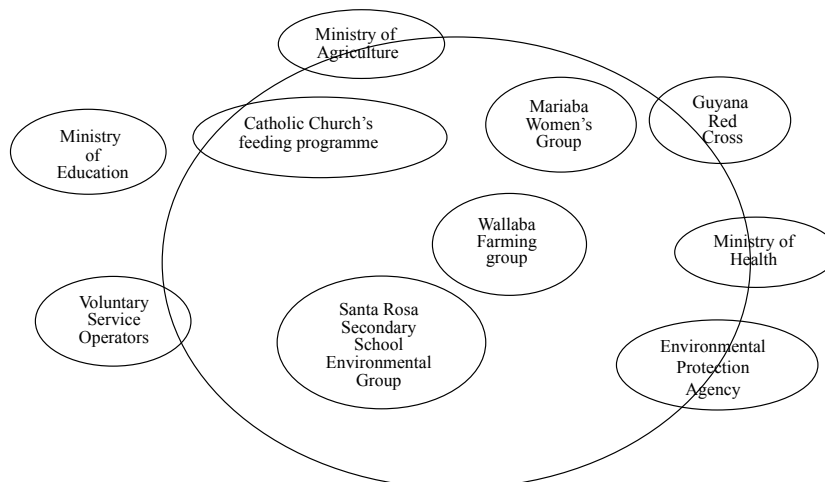 Ministry of
Agriculture
Catholic Church's
feeding programme
Mariaba
Women's
Group
Guyana
Red
Cross
Ministry
of
Education
Wallaba
Farming
group
Ministry of
Health
Voluntary
Service
Operators
Santa Rosa
Secondary
School
Environmental
Group
Environmental
Protection
Agency